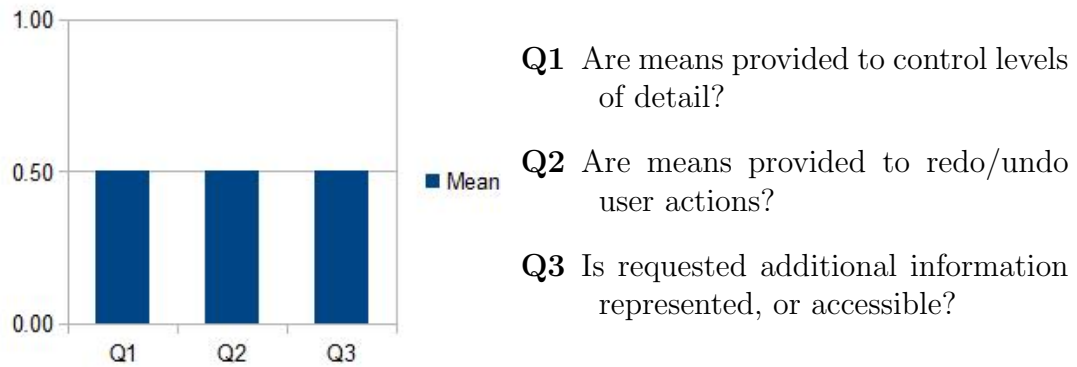 1.00
0.50
0.00
Q1 Q2 Q3
Mean
Q1 Are means provided to control levels
of detail?
Q2 Are means provided to redo/undo
user actions?
Q3 Is requested additional information
represented, or accessible?